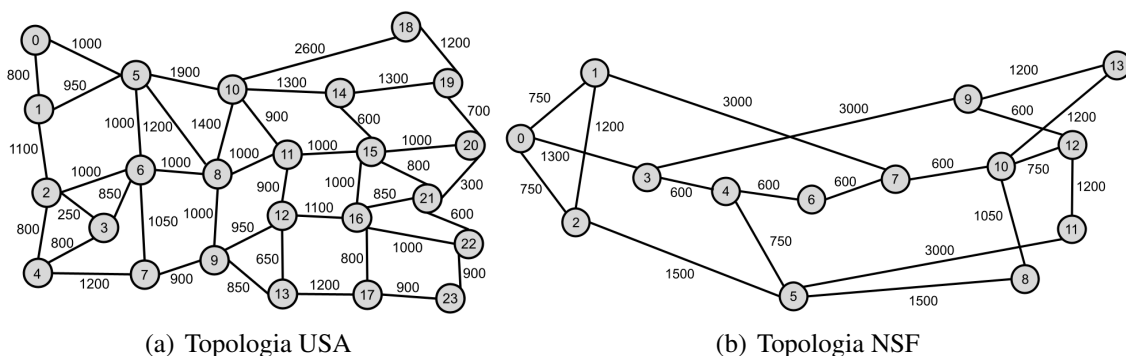 0 1000 18
2600 1200
800 950 5 1900 10 1300 14 1300 19
1 1000 1200 1400 900 600 700
1100 1000 6 1000 8 1000 11 1000 15 1000 20
2 850 900 1000 800
250 3 1050 1000 850 21 300
800 800 950 12 1100 16 600
4 1200 7 900 9 650 800 1000 22
850 13 1200 17 900 23 900
(a) Topologia USA
1 13
750 3000 3000 9 1200
0 1200 600 1200
1300 3 600 4 600 6 600 7 600 10 750 12
750 2 750 1050 1200
1500 3000 11
5 1500 8
(b) Topologia NSF